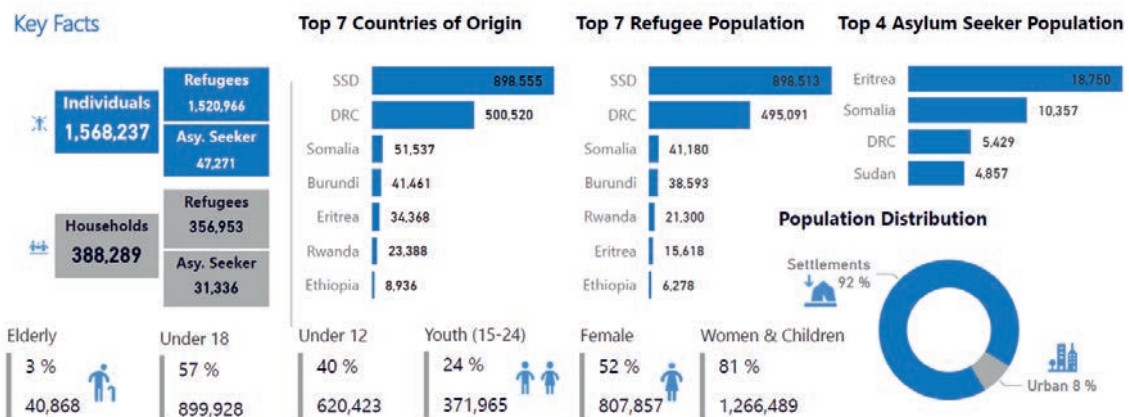 Key Facts
Individuals
1,568,237
Refugees
1,520,966
Asy. Seeker
47,271
Households
388,289
Refugees
356,953
Asy. Seeker
31,336
Top 7 Countries of Origin
SSD 898,555
DRC 500,520
Somalia 51,537
Burundi 41,461
Eritrea 34,368
Rwanda 23,388
Ethiopia 8,936
Top 7 Refugee Population
SSD 898,513
DRC 495,091
Somalia 41,180
Burundi 38,593
Rwanda 21,300
Eritrea 15,618
Ethiopia 6,278
Top 4 Asylum Seeker Population
Eritrea 18,750
Somalia 10,357
DRC 5,429
Sudan 4,857
Population Distribution
Settlements
92 %
Urban 8 %
Elderly
3 %
40,868
Under 18
57 %
899,928
Under 12
40 %
620,423
Youth (15-24)
24 %
371,965
Female
52 %
807,857
Women & Children
81 %
1,266,489